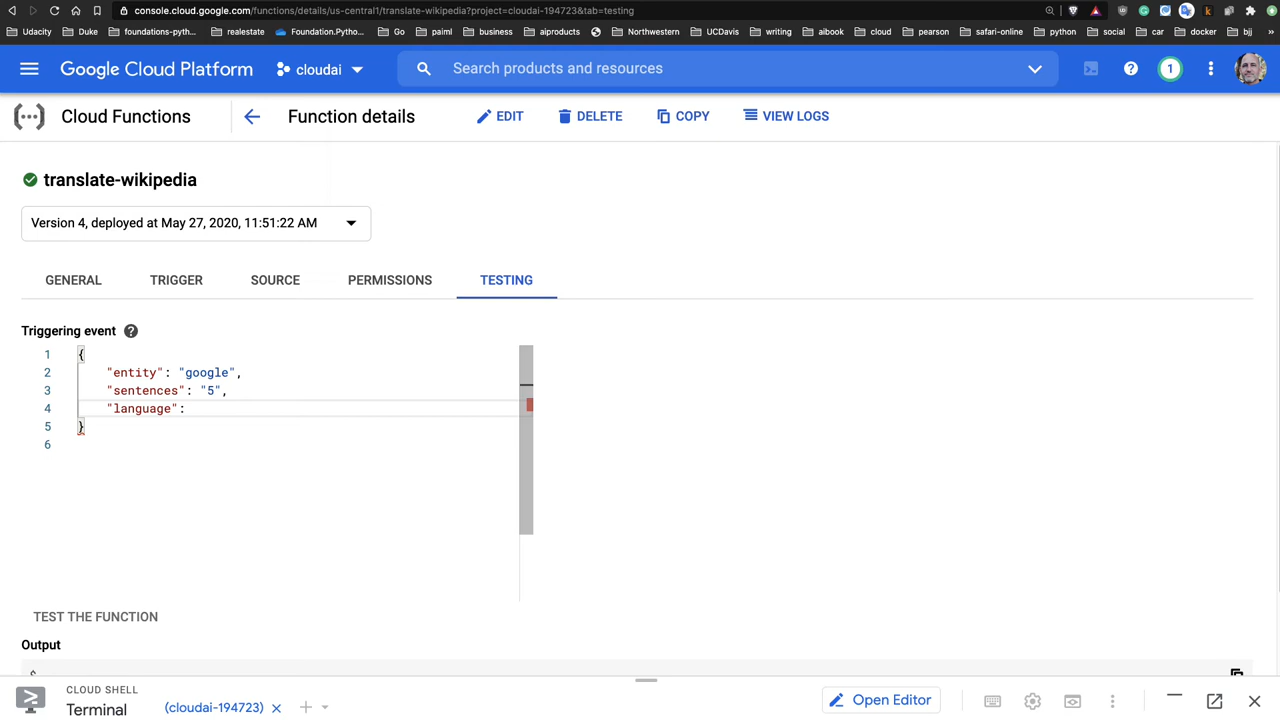 console.cloud.google.com/functions/details/us-central1/translate-wikipedia?project=cloudai-194723&tab=testing
Udacity Duke foundations-pyth... realestate Foundation.Pytho... Go paiml business aiproducts Northwestern UCDavis writing aibook cloud pearson safari-online python social car docker bjj »
Google Cloud Platform cloudai Search products and resources 1
Cloud Functions Function details EDIT DELETE COPY VIEW LOGS
translate-wikipedia
Version 4, deployed at May 27, 2020, 11:51:22 AM
GENERAL TRIGGER SOURCE PERMISSIONS TESTING
Triggering event
1 {
2 "entity": "google",
3 "sentences": "5",
4 "language":
5 }
6
TEST THE FUNCTION
Output
CLOUD SHELL
Terminal (cloudai-194723) Open Editor